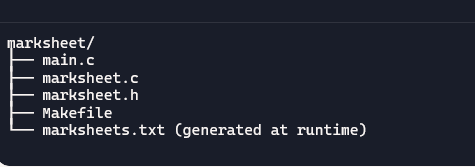 marksheet/
├── main.c
├── marksheet.c
├── marksheet.h
├── Makefile
└── marksheets.txt (generated at runtime)